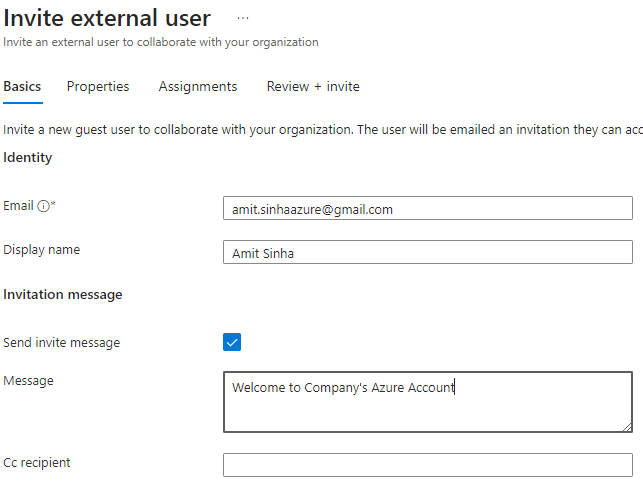 Invite external user ...
Invite an external user to collaborate with your organization
Basics Properties Assignments Review + invite
Invite a new guest user to collaborate with your organization. The user will be emailed an invitation they can acc
Identity
Email * amit.sinhaazure@gmail.com
Display name Amit Sinha
Invitation message
Send invite message
Message Welcome to Company's Azure Account
Cc recipient